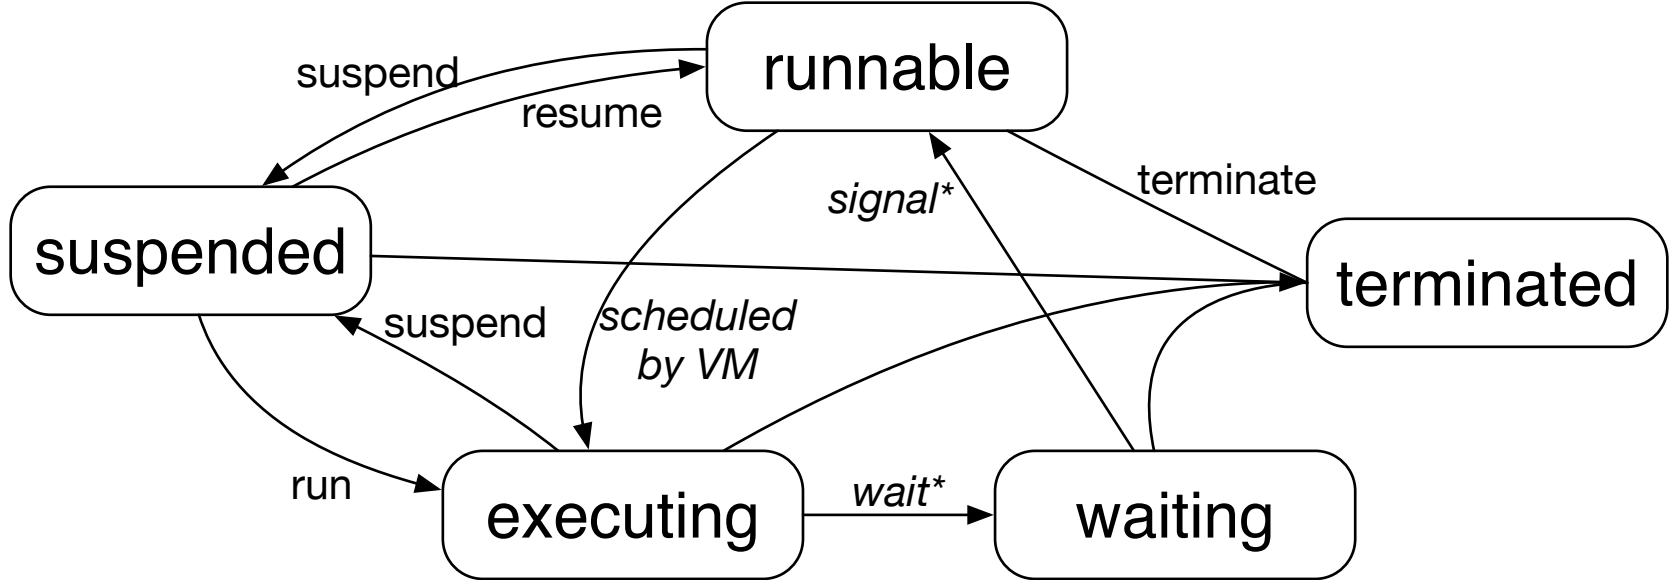 runnable
suspend
resume
terminate
signal*
suspended
terminated
suspend
scheduled
by VM
run
wait*
executing
waiting